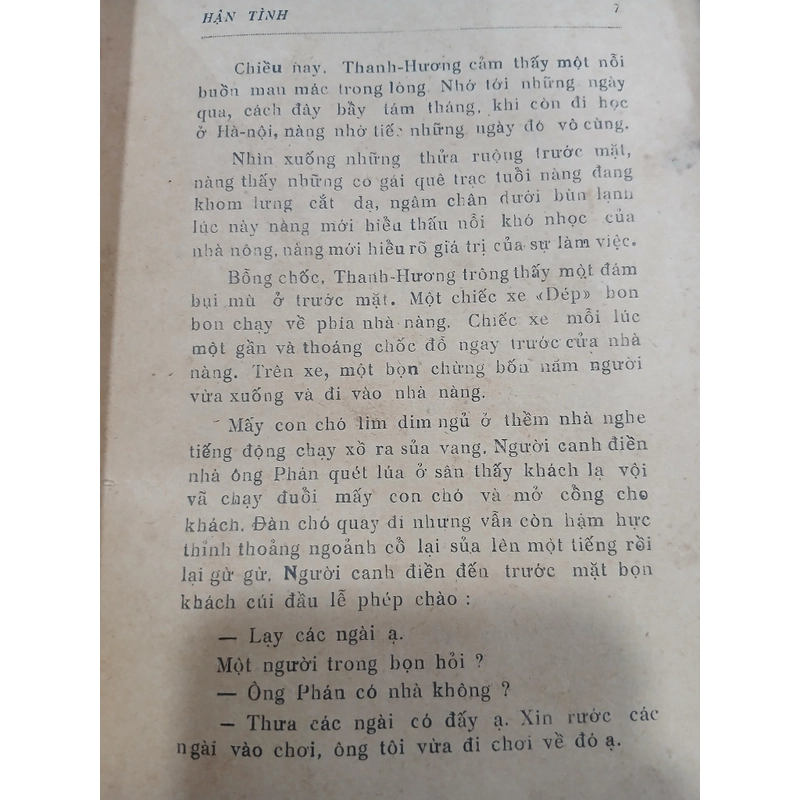 HẬN TÌNH 7
Chiều nay, Thanh-Hương cảm thấy một nỗi
buồn man mác trong lòng. Nhớ tới những ngày
qua, cách đây bẩy tám tháng, khi còn đi học
ở Hà-nội, nàng nhớ tiếc những ngày đó vô cùng.
Nhìn xuống những thửa ruộng trước mặt,
nàng thấy những cô gái quê trạc tuổi nàng đang
khom lưng cắt dạ, ngâm chân dưới bùn lạnh
lúc này nàng mới hiểu thấu nỗi khó nhọc của
nhà nông, nàng mới hiểu rõ giá trị của sự làm việc.
Bỗng chốc, Thanh-Hương trông thấy một đám
bụi mù ở trước mặt. Một chiếc xe «Dép» bon
bon chạy về phía nhà nàng. Chiếc xe mỗi lúc
một gần và thoáng chốc đỗ ngay trước cửa nhà
nàng. Trên xe, một bọn chừng bốn năm người
vừa xuống và đi vào nhà nàng.
Mấy con chó lim dim ngủ ở thềm nhà nghe
tiếng động chạy xồ ra sủa vang. Người canh điền
nhà ông Phán quét lúa ở sân thấy khách lạ vội
vã chạy đuổi mấy con chó và mở cổng cho
khách. Đàn chó quay đi nhưng vẫn còn hậm hực
thỉnh thoảng ngoảnh cổ lại sủa lên một tiếng rồi
lại gừ gừ. Người canh điền đến trước mặt bọn
khách cúi đầu lễ phép chào :
— Lạy các ngài ạ.
Một người trong bọn hỏi ?
— Ông Phán có nhà không ?
— Thưa các ngài có đấy ạ. Xin rước các
ngài vào chơi, ông tôi vừa đi chơi về đó ạ.